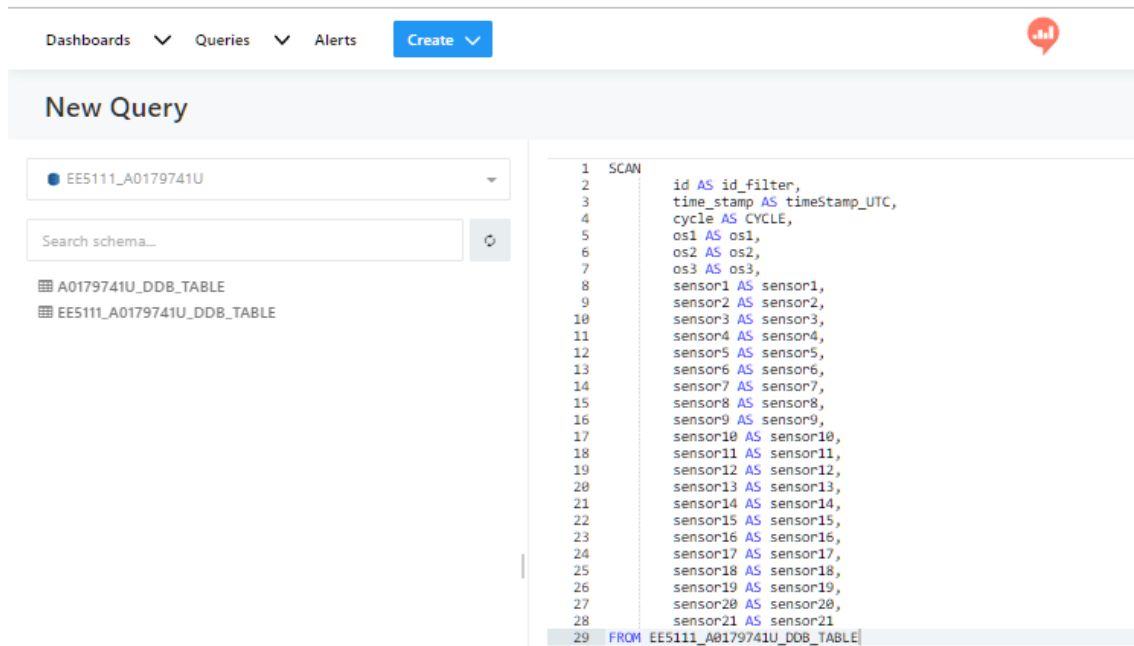 Dashboards Queries Alerts Create
New Query
EE5111_A0179741U
Search schema...
A0179741U_DDB_TABLE
EE5111_A0179741U_DDB_TABLE
1 SCAN
2 id AS id_filter,
3 time_stamp AS timeStamp_UTC,
4 cycle AS CYCLE,
5 os1 AS os1,
6 os2 AS os2,
7 os3 AS os3,
8 sensor1 AS sensor1,
9 sensor2 AS sensor2,
10 sensor3 AS sensor3,
11 sensor4 AS sensor4,
12 sensor5 AS sensor5,
13 sensor6 AS sensor6,
14 sensor7 AS sensor7,
15 sensor8 AS sensor8,
16 sensor9 AS sensor9,
17 sensor10 AS sensor10,
18 sensor11 AS sensor11,
19 sensor12 AS sensor12,
20 sensor13 AS sensor13,
21 sensor14 AS sensor14,
22 sensor15 AS sensor15,
23 sensor16 AS sensor16,
24 sensor17 AS sensor17,
25 sensor18 AS sensor18,
26 sensor19 AS sensor19,
27 sensor20 AS sensor20,
28 sensor21 AS sensor21
29 FROM EE5111_A0179741U_DDB_TABLE